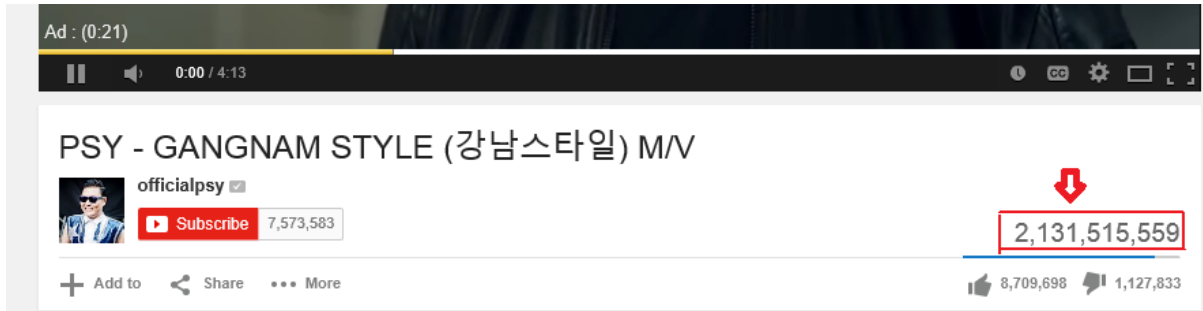 Ad : (0:21)
0:00 / 4:13
CC
PSY - GANGNAM STYLE (강남스타일) M/V
officialpsy
Subscribe 7,573,583
2,131,515,559
Add to Share ••• More
8,709,698 1,127,833